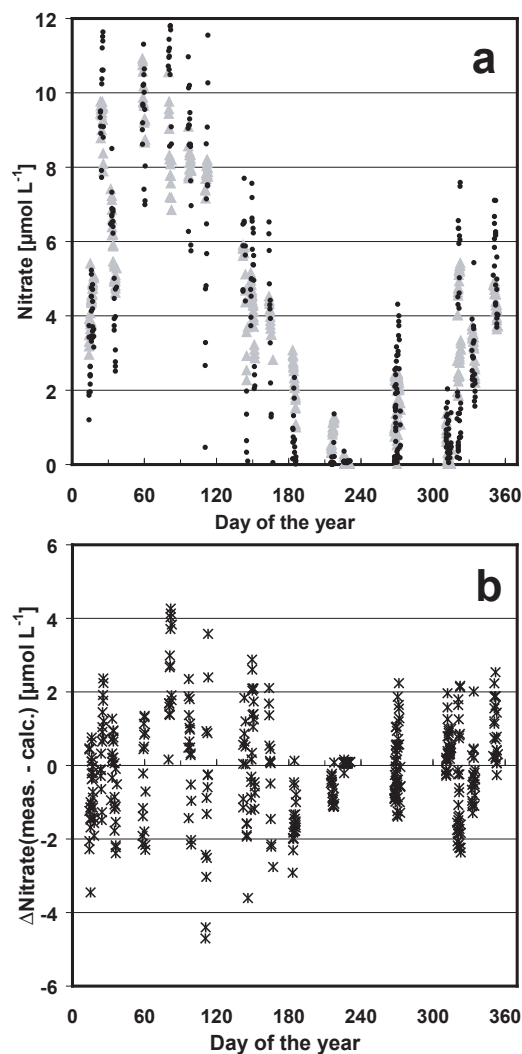 a
12
10
8
6
4
2
0
Nitrate [µmol L⁻¹]
0 60 120 180 240 300 360
Day of the year
b
6
4
2
0
-2
-4
-6
ΔNitrate(meas. - calc.) [µmol L⁻¹]
0 60 120 180 240 300 360
Day of the year